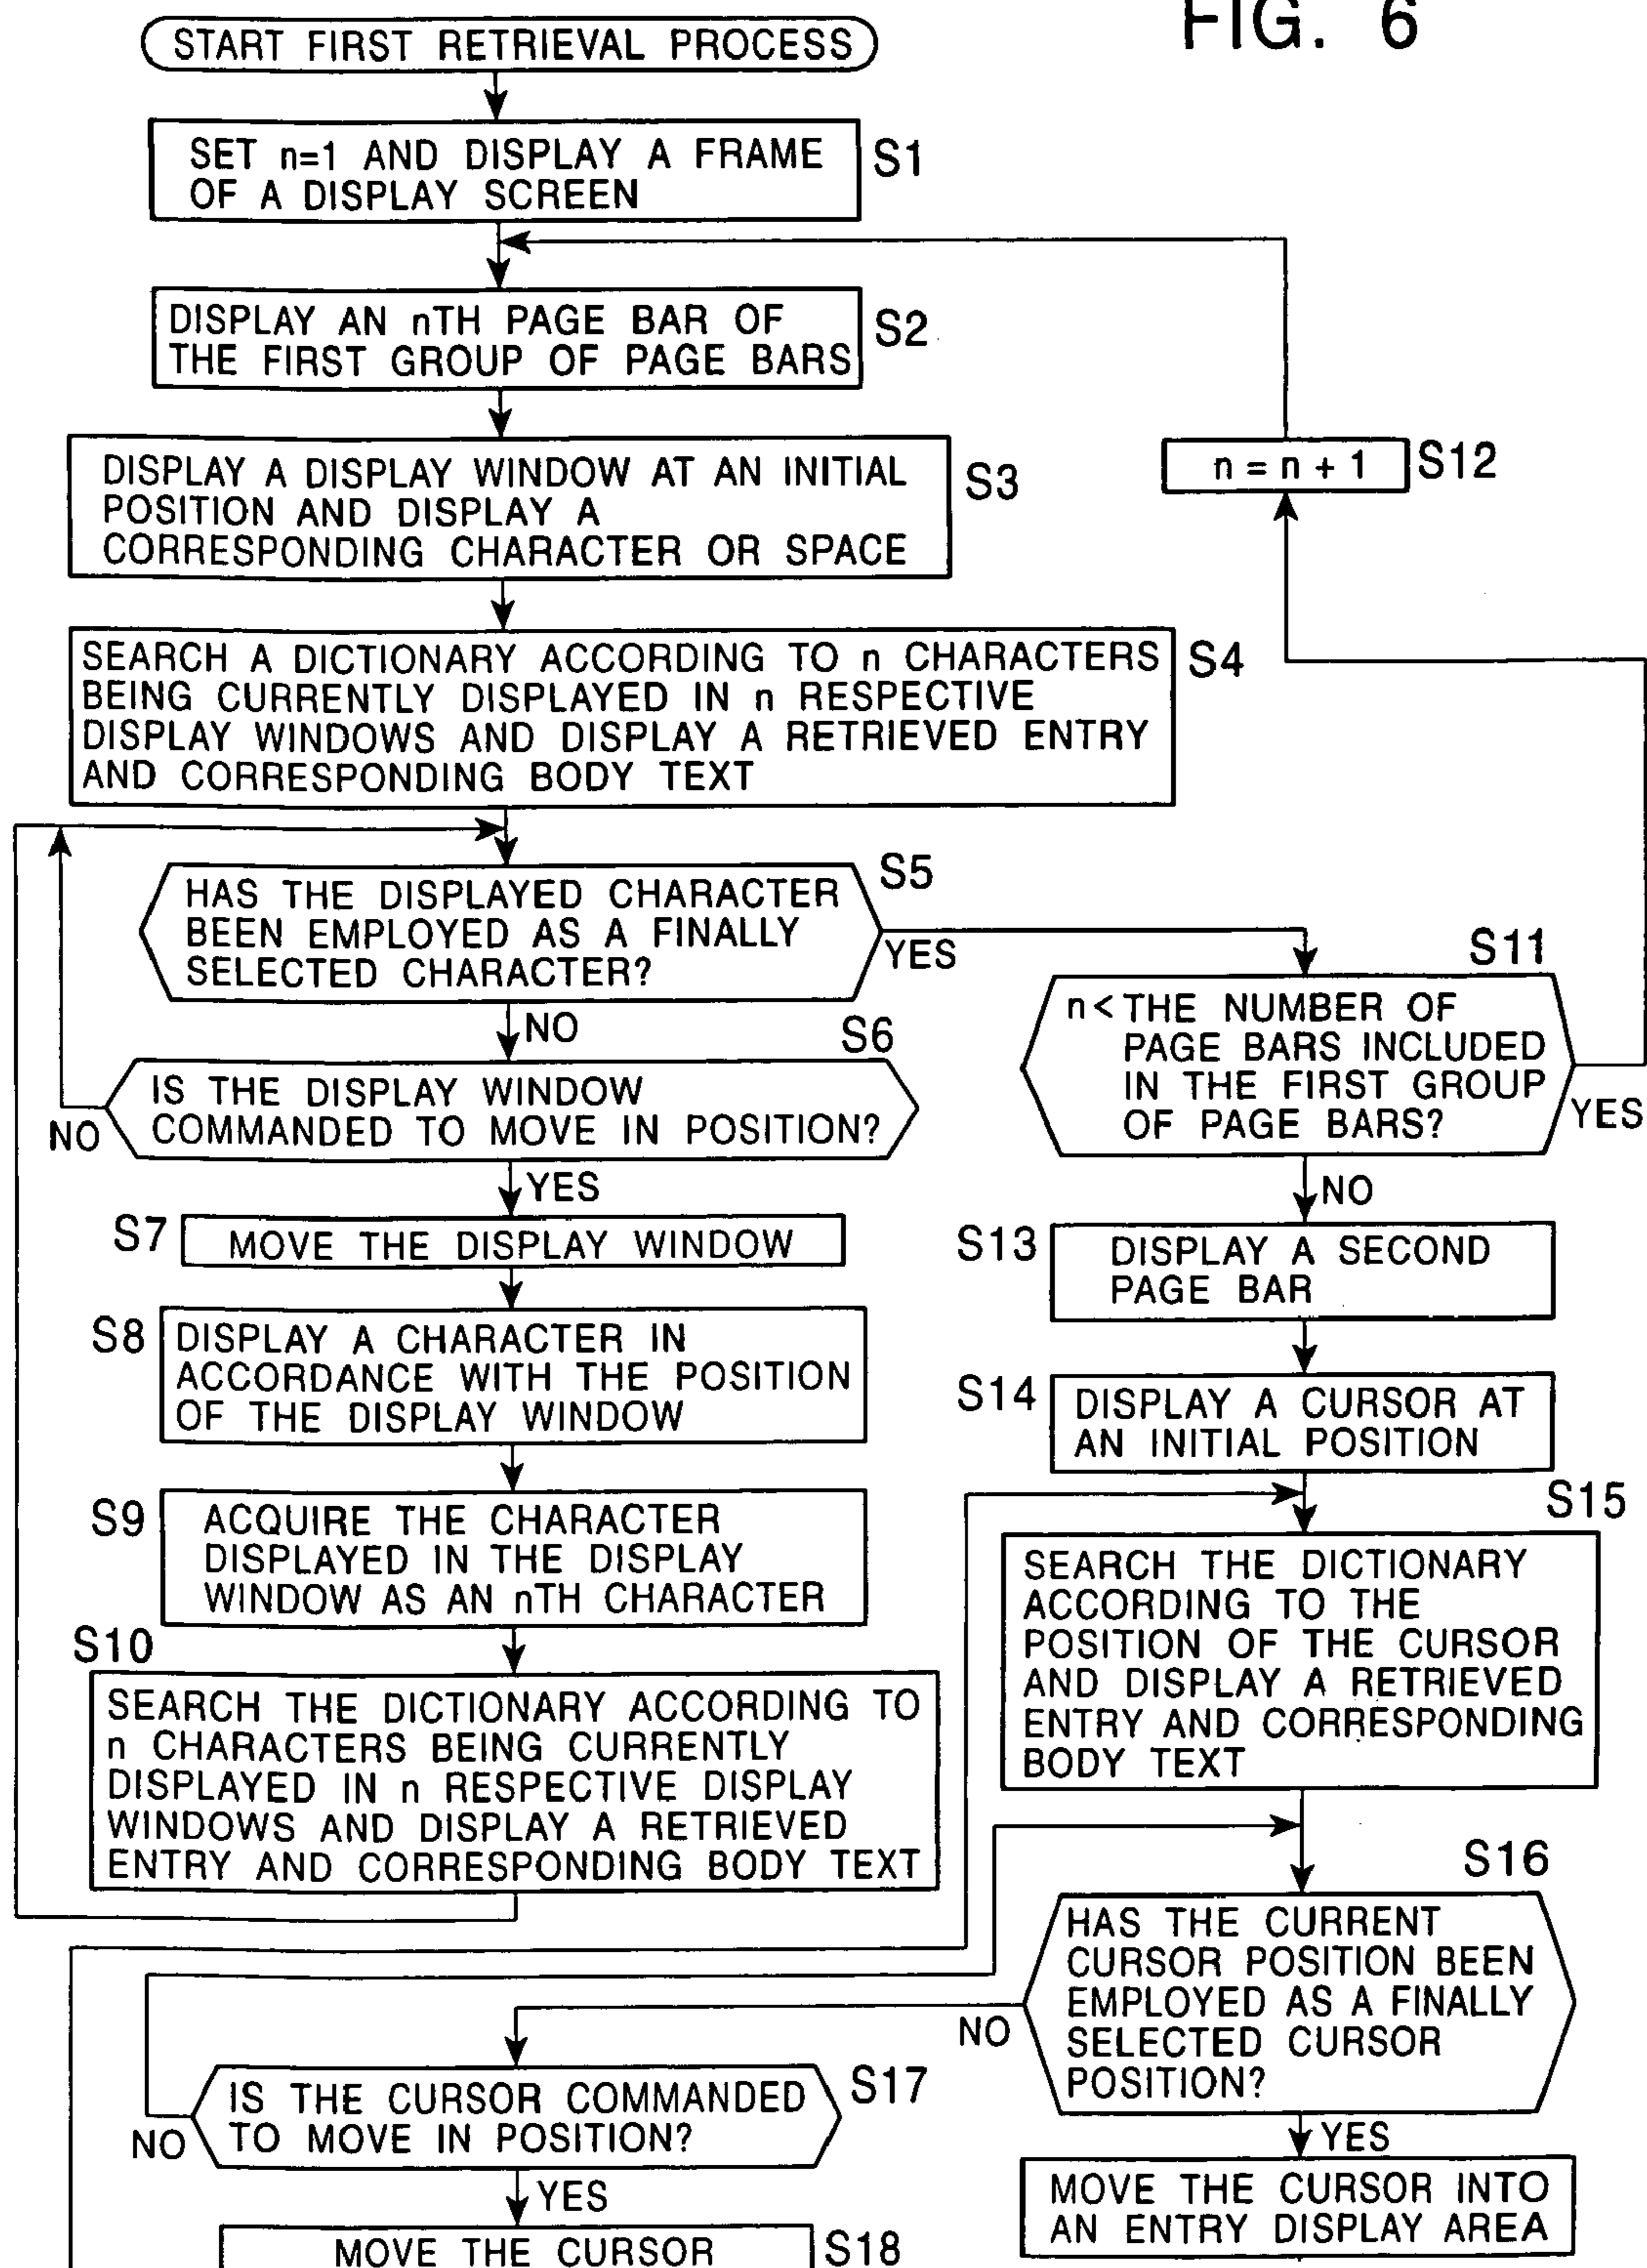 FIG. 6
START FIRST RETRIEVAL PROCESS
SET n=1 AND DISPLAY A FRAME
OF A DISPLAY SCREEN
S1
DISPLAY AN nTH PAGE BAR OF
THE FIRST GROUP OF PAGE BARS
S2
DISPLAY A DISPLAY WINDOW AT AN INITIAL
POSITION AND DISPLAY A
CORRESPONDING CHARACTER OR SPACE
S3
n = n + 1
S12
SEARCH A DICTIONARY ACCORDING TO n CHARACTERS
BEING CURRENTLY DISPLAYED IN n RESPECTIVE
DISPLAY WINDOWS AND DISPLAY A RETRIEVED ENTRY
AND CORRESPONDING BODY TEXT
S4
HAS THE DISPLAYED CHARACTER
BEEN EMPLOYED AS A FINALLY
SELECTED CHARACTER?
S5
YES
NO
S6
IS THE DISPLAY WINDOW
COMMANDED TO MOVE IN POSITION?
NO
YES
S7
MOVE THE DISPLAY WINDOW
S8
DISPLAY A CHARACTER IN
ACCORDANCE WITH THE POSITION
OF THE DISPLAY WINDOW
S9
ACQUIRE THE CHARACTER
DISPLAYED IN THE DISPLAY
WINDOW AS AN nTH CHARACTER
S10
SEARCH THE DICTIONARY ACCORDING TO
n CHARACTERS BEING CURRENTLY
DISPLAYED IN n RESPECTIVE DISPLAY
WINDOWS AND DISPLAY A RETRIEVED
ENTRY AND CORRESPONDING BODY TEXT
S11
n < THE NUMBER OF
PAGE BARS INCLUDED
IN THE FIRST GROUP
OF PAGE BARS?
YES
NO
S13
DISPLAY A SECOND
PAGE BAR
S14
DISPLAY A CURSOR AT
AN INITIAL POSITION
S15
SEARCH THE DICTIONARY
ACCORDING TO THE
POSITION OF THE CURSOR
AND DISPLAY A RETRIEVED
ENTRY AND CORRESPONDING
BODY TEXT
S16
HAS THE CURRENT
CURSOR POSITION BEEN
EMPLOYED AS A FINALLY
SELECTED CURSOR
POSITION?
NO
YES
IS THE CURSOR COMMANDED
TO MOVE IN POSITION?
S17
NO
YES
MOVE THE CURSOR
S18
MOVE THE CURSOR INTO
AN ENTRY DISPLAY AREA